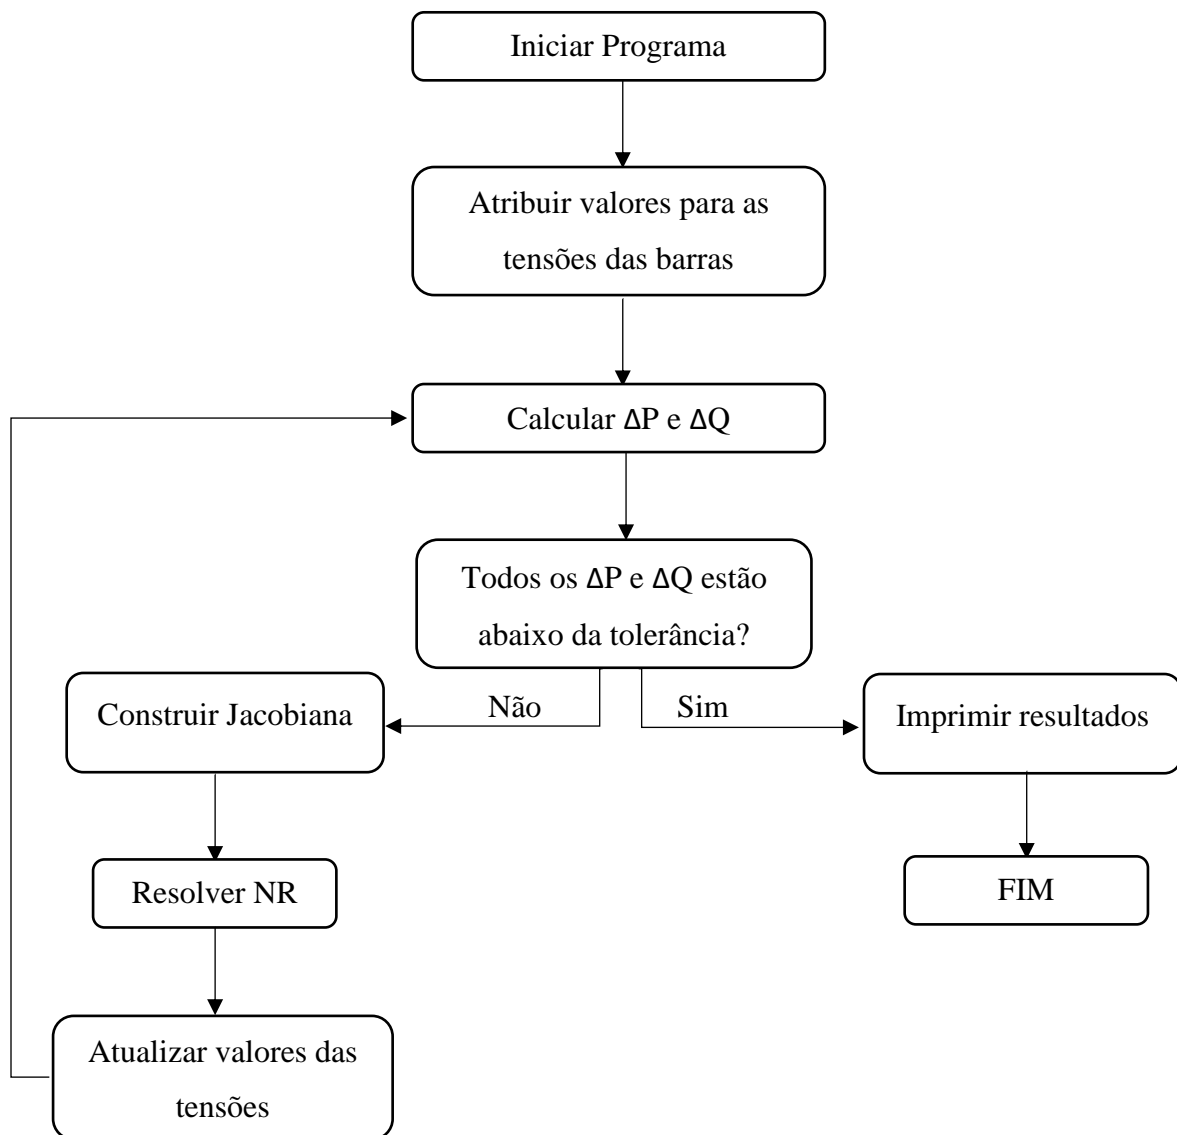 Iniciar Programa
Atribuir valores para as
tensões das barras
Calcular ΔP e ΔQ
Todos os ΔP e ΔQ estão
abaixo da tolerância?
Não
Sim
Construir Jacobiana
Imprimir resultados
Resolver NR
FIM
Atualizar valores das
tensões